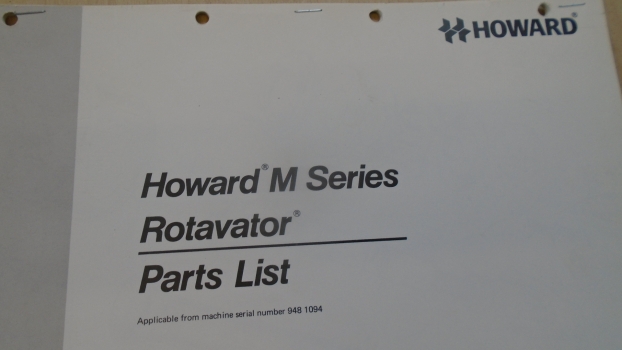 HOWARD®
Howard® M Series
Rotavator®
Parts List
Applicable from machine serial number 948 1094